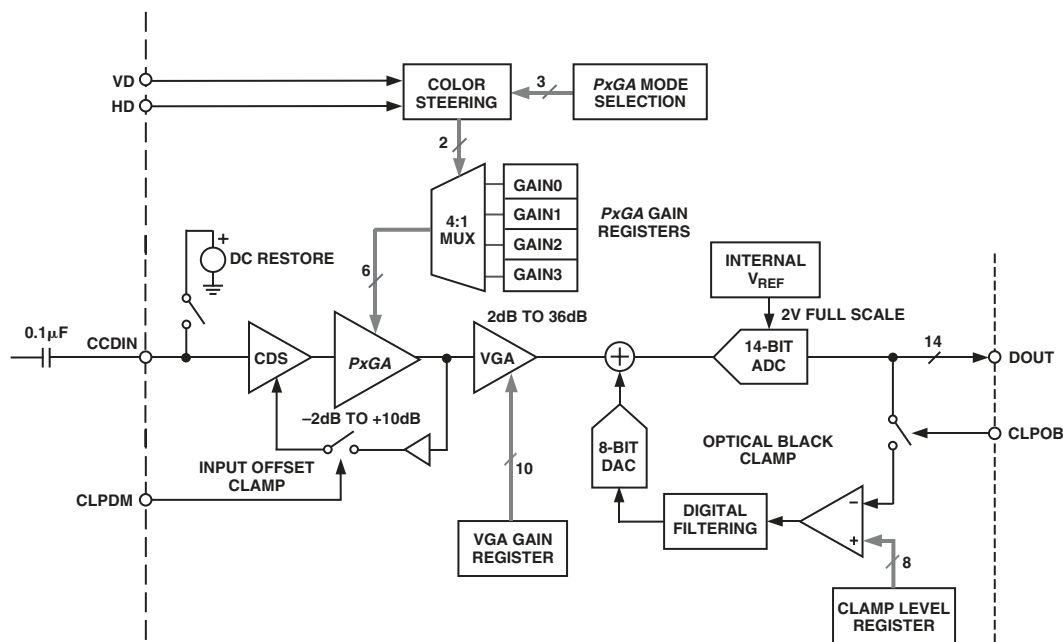 VD
HD
COLOR
STEERING
3
PxGA MODE
SELECTION
2
4:1
MUX
GAIN0
GAIN1
GAIN2
GAIN3
PxGA GAIN
REGISTERS
+
DC RESTORE
6
INTERNAL
VREF
2dB TO 36dB
2V FULL SCALE
0.1μF
CCDIN
CDS
PxGA
VGA
+
14-BIT
ADC
14
DOUT
–2dB TO +10dB
INPUT OFFSET
CLAMP
CLPDM
10
VGA GAIN
REGISTER
8-BIT
DAC
OPTICAL BLACK
CLAMP
CLPOB
DIGITAL
FILTERING
–
+
8
CLAMP LEVEL
REGISTER